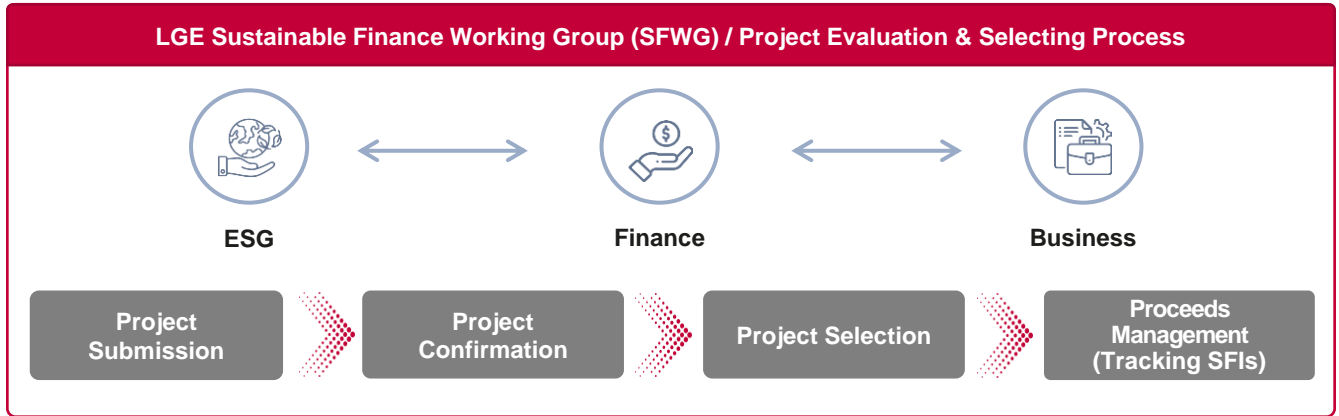 LGE Sustainable Finance Working Group (SFWG) / Project Evaluation & Selecting Process
$
ESG
Finance
Business
Project
Submission
Project
Confirmation
Project Selection
Proceeds
Management
(Tracking SFIs)